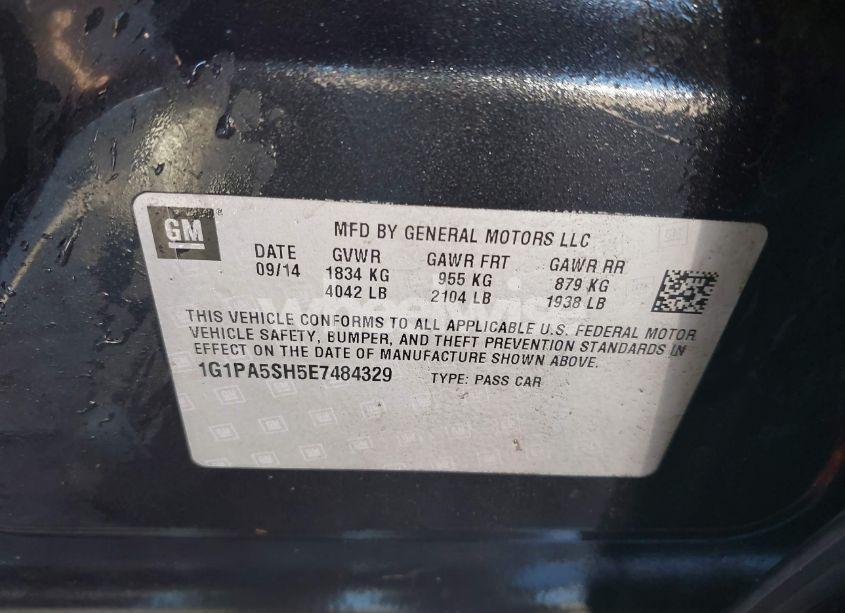 GM
MFD BY GENERAL MOTORS LLC
DATE GVWR GAWR FRT GAWR RR
09/14 1834 KG 955 KG 879 KG
4042 LB 2104 LB 1938 LB
THIS VEHICLE CONFORMS TO ALL APPLICABLE U.S. FEDERAL MOTOR
VEHICLE SAFETY, BUMPER, AND THEFT PREVENTION STANDARDS IN
EFFECT ON THE DATE OF MANUFACTURE SHOWN ABOVE.
1G1PA5SH5E7484329 TYPE: PASS CAR